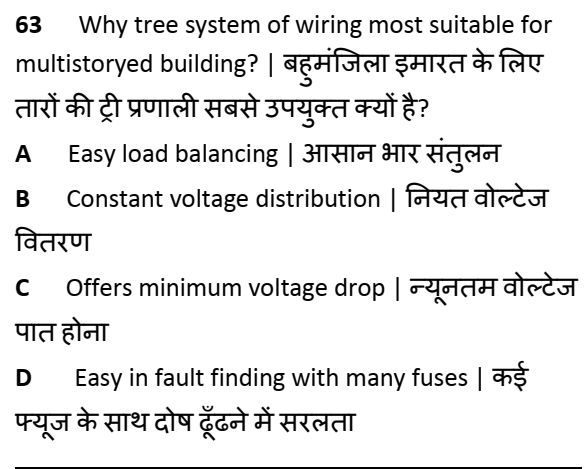 63 Why tree system of wiring most suitable for
multistoryed building? | बहुमंजिला इमारत के लिए
तारों की ट्री प्रणाली सबसे उपयुक्त क्यों है?
A Easy load balancing | आसान भार संतुलन
B Constant voltage distribution | नियत वोल्टेज
वितरण
C Offers minimum voltage drop | न्यूनतम वोल्टेज
पात होना
D Easy in fault finding with many fuses | कई
फ्यूज के साथ दोष ढूँढने में सरलता